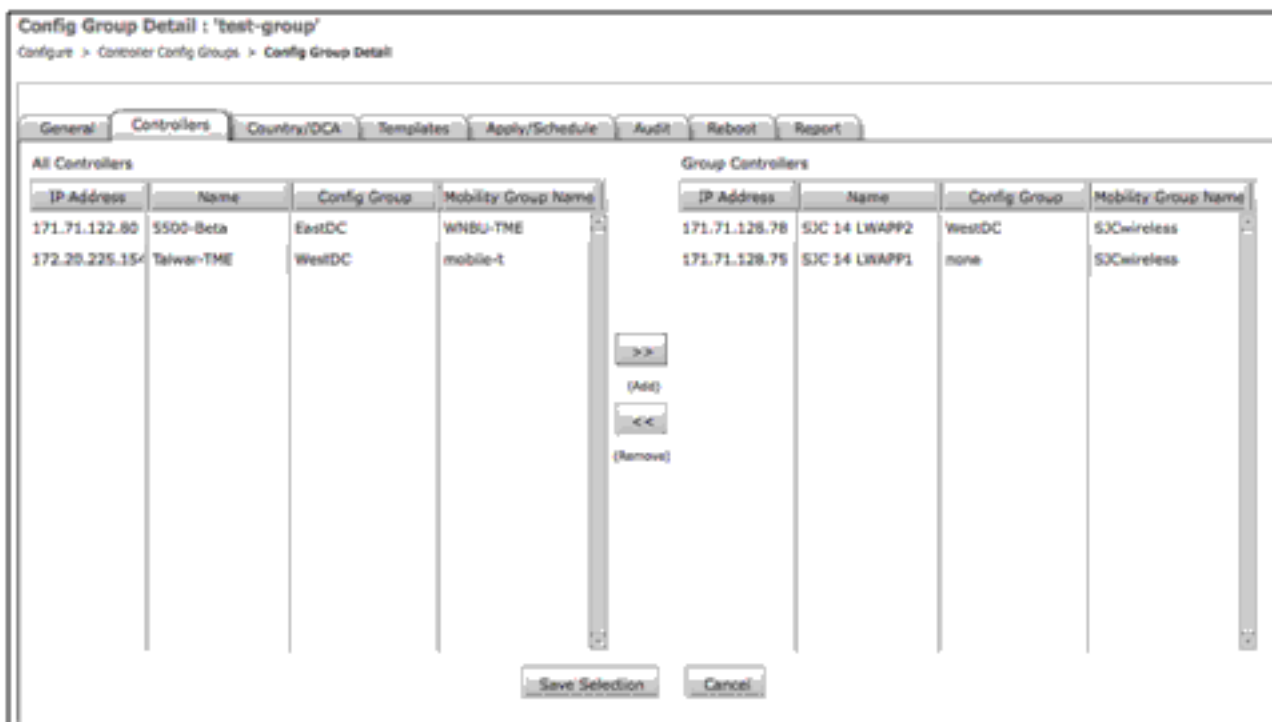 Config Group Detail : 'test-group'
Configure > Controller Config Groups > Config Group Detail
General Controllers Country/DCA Templates Apply/Schedule Audit Reboot Report
All Controllers
IP Address Name Config Group Mobility Group Name
171.71.122.80 5500-Beta EastDC WNBU-TME
172.20.225.154 WestDC mobile-t
>>
(Add)
<<
(Remove)
Group Controllers
IP Address Name Config Group Mobility Group Name
171.71.128.78 SJC 14 LWAPP2 WestDC SJCwireless
171.71.128.75 SJC 14 LWAPP1 none SJCwireless
Save Selection Cancel